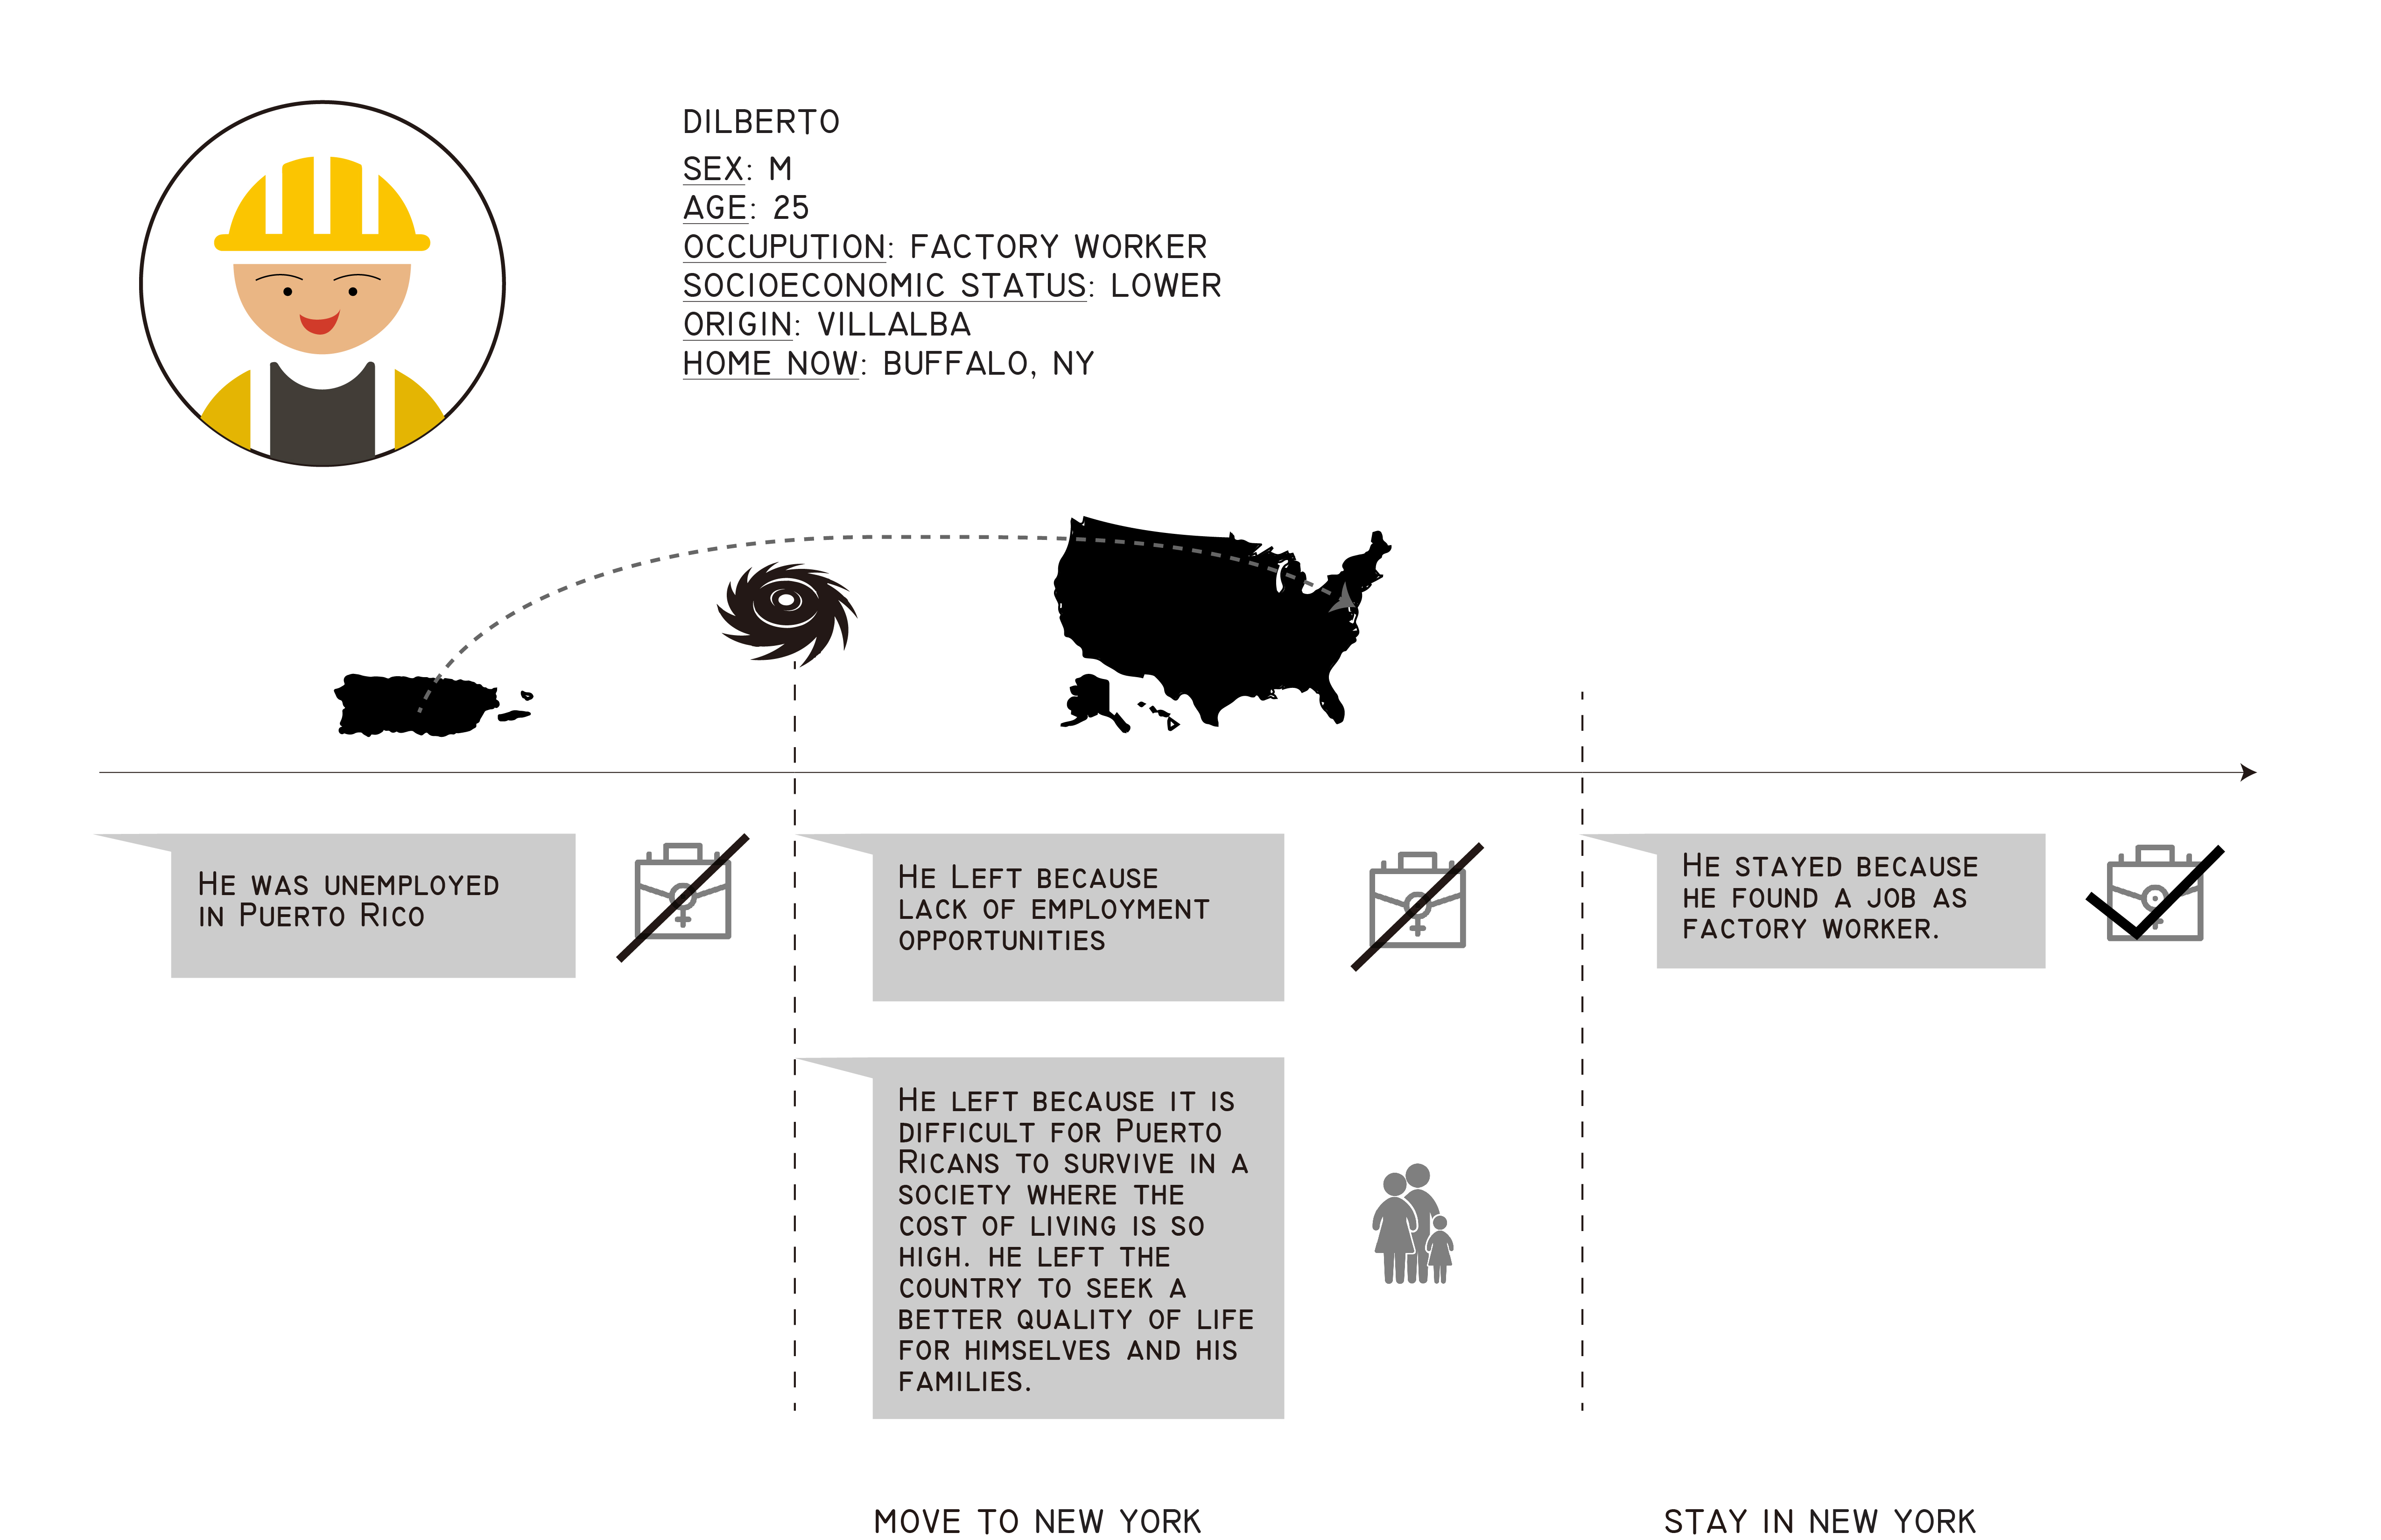 DILBERTO
SEX: M
AGE: 25
OCCUPUTION: FACTORY WORKER
SOCIOECONOMIC STATUS: LOWER
ORIGIN: VILLALBA
HOME NOW: BUFFALO, NY
HE WAS UNEMPLOYED
IN PUERTO RICO
HE LEFT BECAUSE
LACK OF EMPLOYMENT
OPPORTUNITIES
HE STAYED BECAUSE
HE FOUND A JOB AS
FACTORY WORKER.
HE LEFT BECAUSE IT IS
DIFFICULT FOR PUERTO
RICANS TO SURVIVE IN A
SOCIETY WHERE THE
COST OF LIVING IS SO
HIGH. HE LEFT THE
COUNTRY TO SEEK A
BETTER QUALITY OF LIFE
FOR HIMSELVES AND HIS
FAMILIES.
MOVE TO NEW YORK
STAY IN NEW YORK